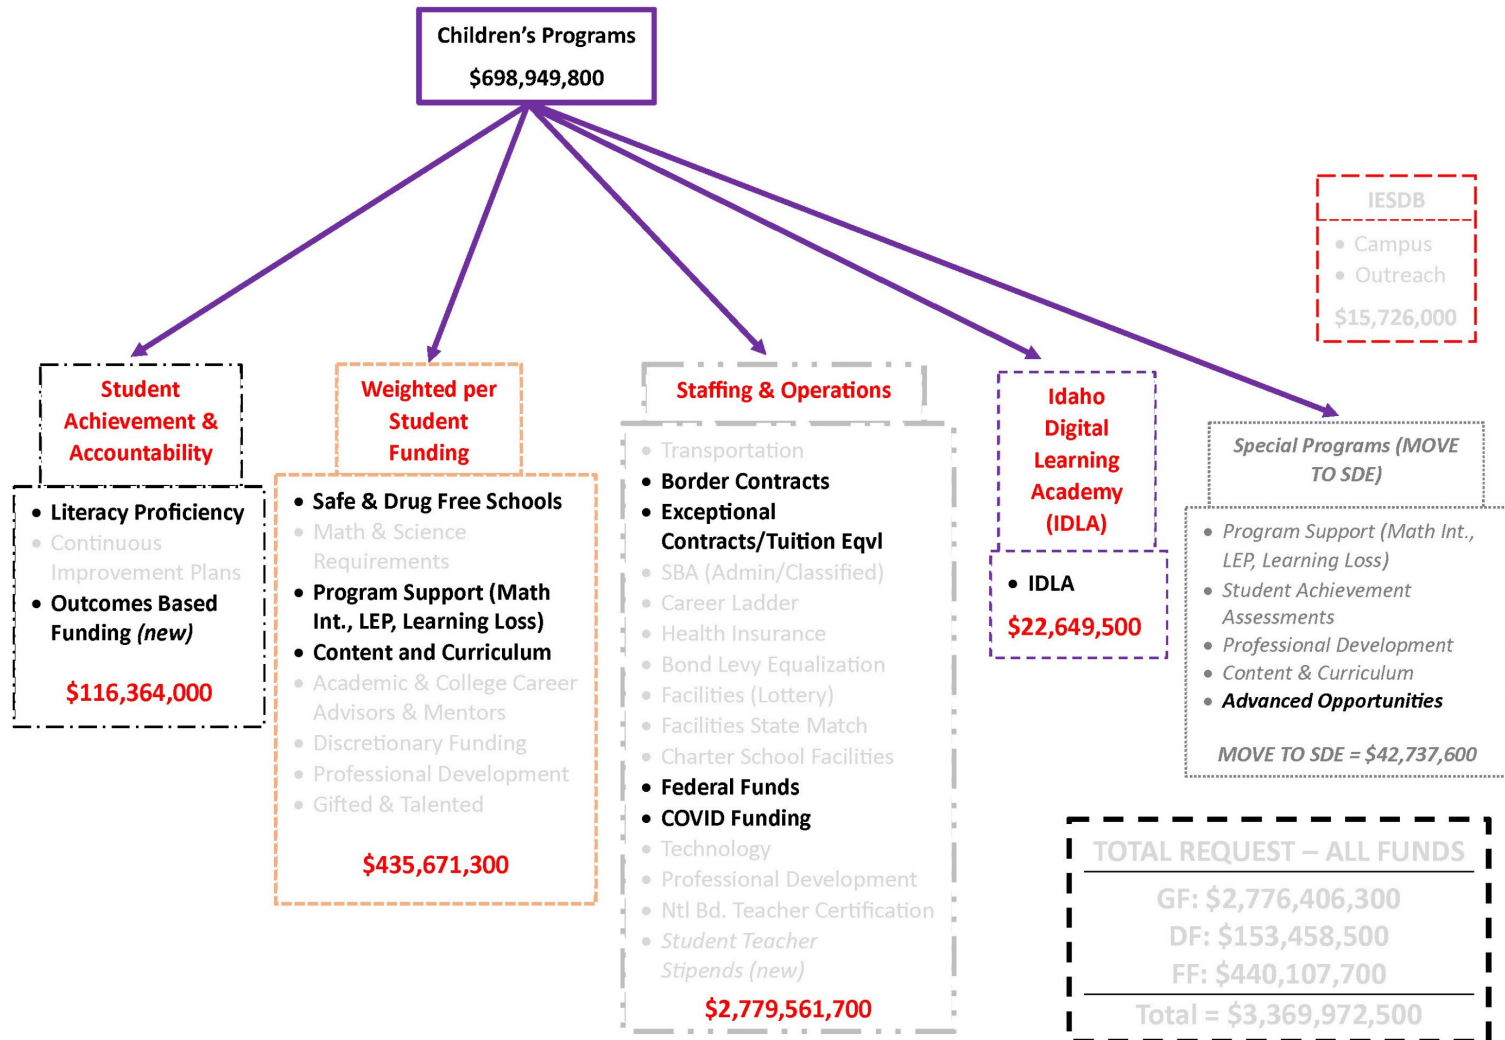 Children's Programs
$698,949,800
IESDB
• Campus
• Outreach
$15,726,000
Student
Achievement &
Accountability
• Literacy Proficiency
• Continuous
Improvement Plans
• Outcomes Based
Funding (new)
$116,364,000
Weighted per
Student
Funding
• Safe & Drug Free Schools
• Math & Science
Requirements
• Program Support (Math
Int., LEP, Learning Loss)
• Content and Curriculum
• Academic & College Career
Advisors & Mentors
• Discretionary Funding
• Professional Development
• Gifted & Talented
$435,671,300
Staffing & Operations
• Transportation
• Border Contracts
• Exceptional
Contracts/Tuition Eqvl
• SBA (Admin/Classified)
• Career Ladder
• Health Insurance
• Bond Levy Equalization
• Facilities (Lottery)
• Facilities State Match
• Charter School Facilities
• Federal Funds
• COVID Funding
• Technology
• Professional Development
• Ntl Bd. Teacher Certification
• Student Teacher
Stipends (new)
$2,779,561,700
Idaho
Digital
Learning
Academy
(IDLA)
• IDLA
$22,649,500
Special Programs (MOVE
TO SDE)
• Program Support (Math Int.,
LEP, Learning Loss)
• Student Achievement
Assessments
• Professional Development
• Content & Curriculum
• Advanced Opportunities
MOVE TO SDE = $42,737,600
TOTAL REQUEST – ALL FUNDS
GF: $2,776,406,300
DF: $153,458,500
FF: $440,107,700
Total = $3,369,972,500